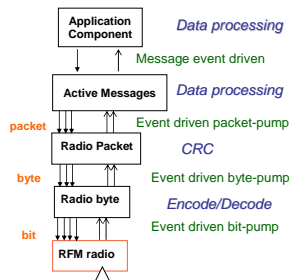 Application
Component
Data processing
Message event driven
Active Messages
Data processing
packet
Event driven packet-pump
Radio Packet
CRC
byte
Event driven byte-pump
Radio byte
Encode/Decode
bit
Event driven bit-pump
RFM radio